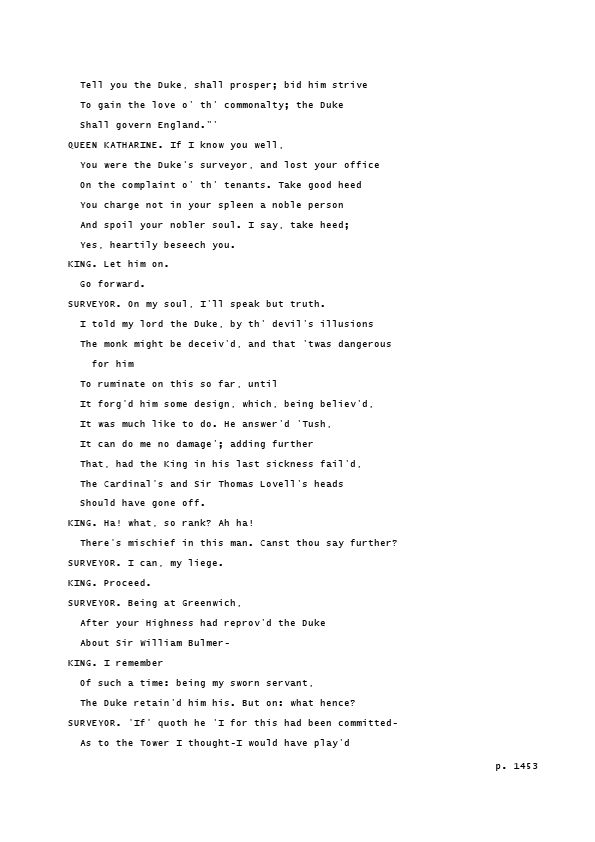 Tell you the Duke, shall prosper; bid him strive
To gain the love o' th' commonalty; the Duke
Shall govern England."'
QUEEN KATHARINE. If I know you well,
You were the Duke's surveyor, and lost your office
On the complaint o' th' tenants. Take good heed
You charge not in your spleen a noble person
And spoil your nobler soul. I say, take heed;
Yes, heartily beseech you.
KING. Let him on.
Go forward.
SURVEYOR. On my soul, I'll speak but truth.
I told my lord the Duke, by th' devil's illusions
The monk might be deceiv'd, and that 'twas dangerous
for him
To ruminate on this so far, until
It forg'd him some design, which, being believ'd,
It was much like to do. He answer'd 'Tush,
It can do me no damage'; adding further
That, had the King in his last sickness fail'd,
The Cardinal's and Sir Thomas Lovell's heads
Should have gone off.
KING. Ha! what, so rank? Ah ha!
There's mischief in this man. Canst thou say further?
SURVEYOR. I can, my liege.
KING. Proceed.
SURVEYOR. Being at Greenwich,
After your Highness had reprov'd the Duke
About Sir William Bulmer-
KING. I remember
Of such a time: being my sworn servant,
The Duke retain'd him his. But on: what hence?
SURVEYOR. 'If' quoth he 'I for this had been committed-
As to the Tower I thought-I would have play'd
p. 1453